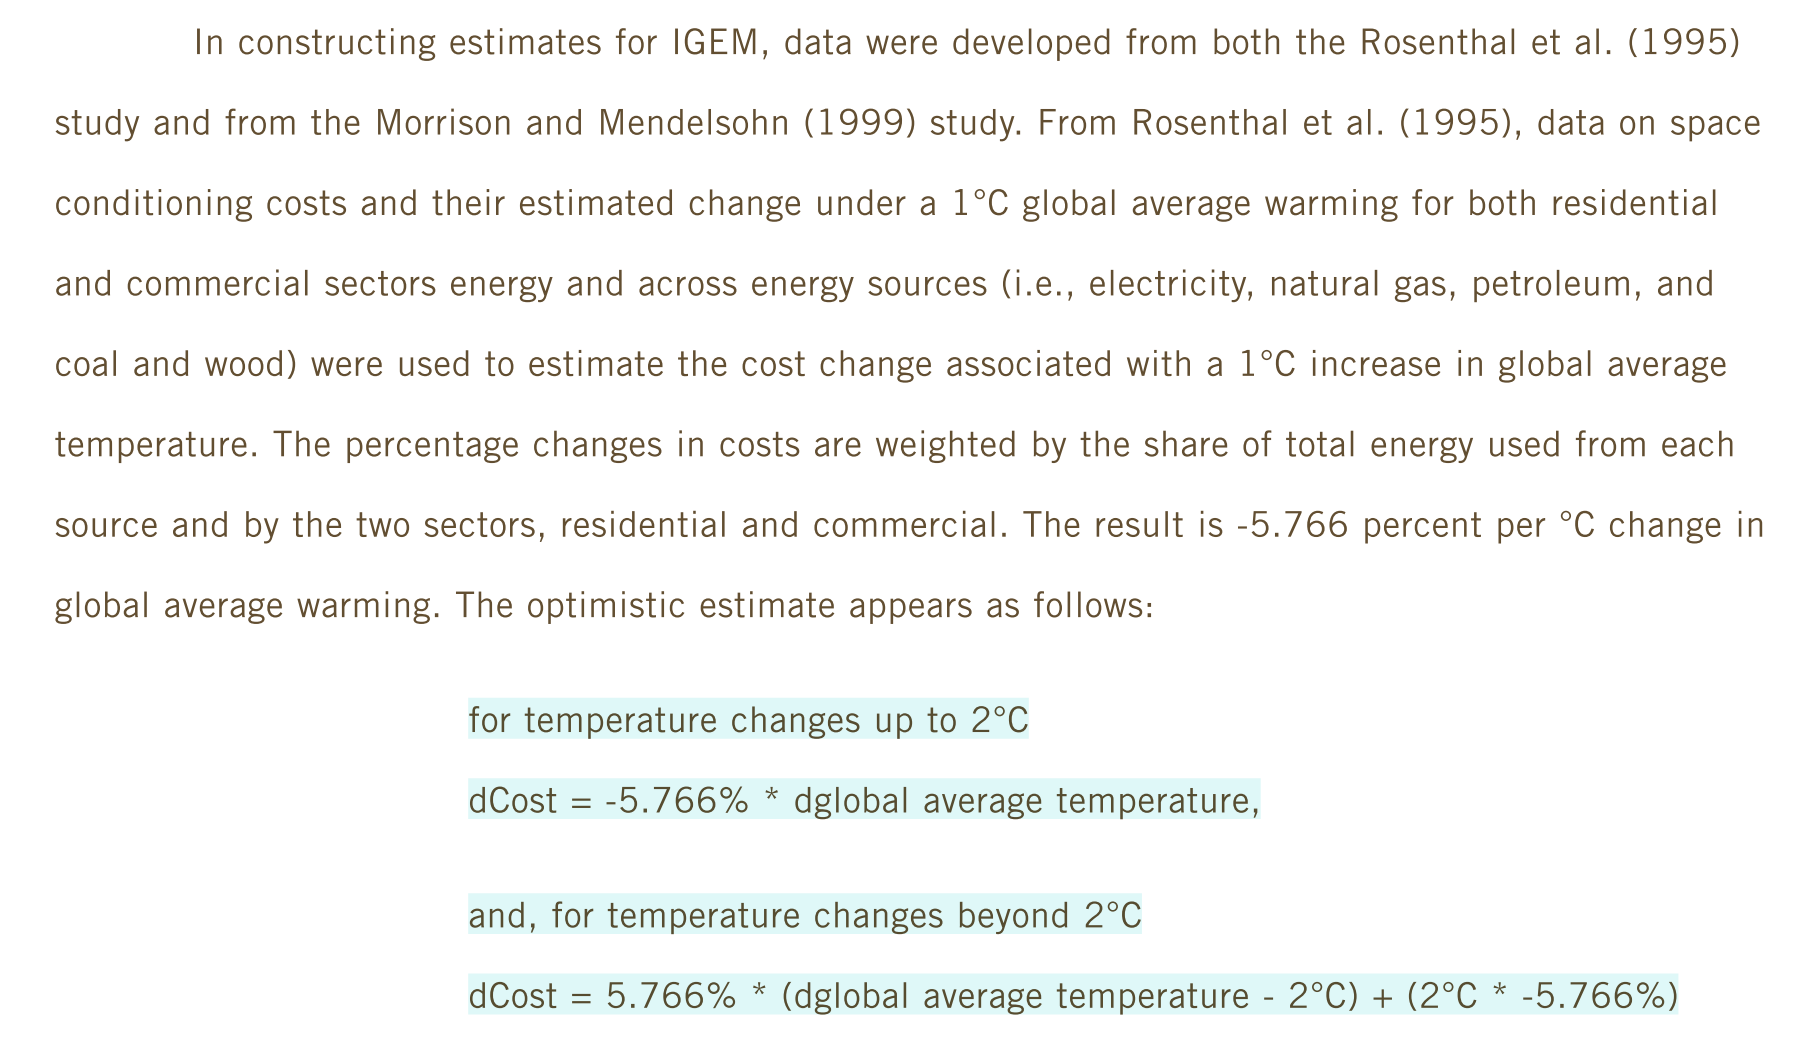 In constructing estimates for IGEM, data were developed from both the Rosenthal et al. (1995)
study and from the Morrison and Mendelsohn (1999) study. From Rosenthal et al. (1995), data on space
conditioning costs and their estimated change under a 1°C global average warming for both residential
and commercial sectors energy and across energy sources (i.e., electricity, natural gas, petroleum, and
coal and wood) were used to estimate the cost change associated with a 1°C increase in global average
temperature. The percentage changes in costs are weighted by the share of total energy used from each
source and by the two sectors, residential and commercial. The result is -5.766 percent per °C change in
global average warming. The optimistic estimate appears as follows:
for temperature changes up to 2°C
dCost = -5.766% * dglobal average temperature,
and, for temperature changes beyond 2°C
dCost = 5.766% * (dglobal average temperature - 2°C) + (2°C * -5.766%)